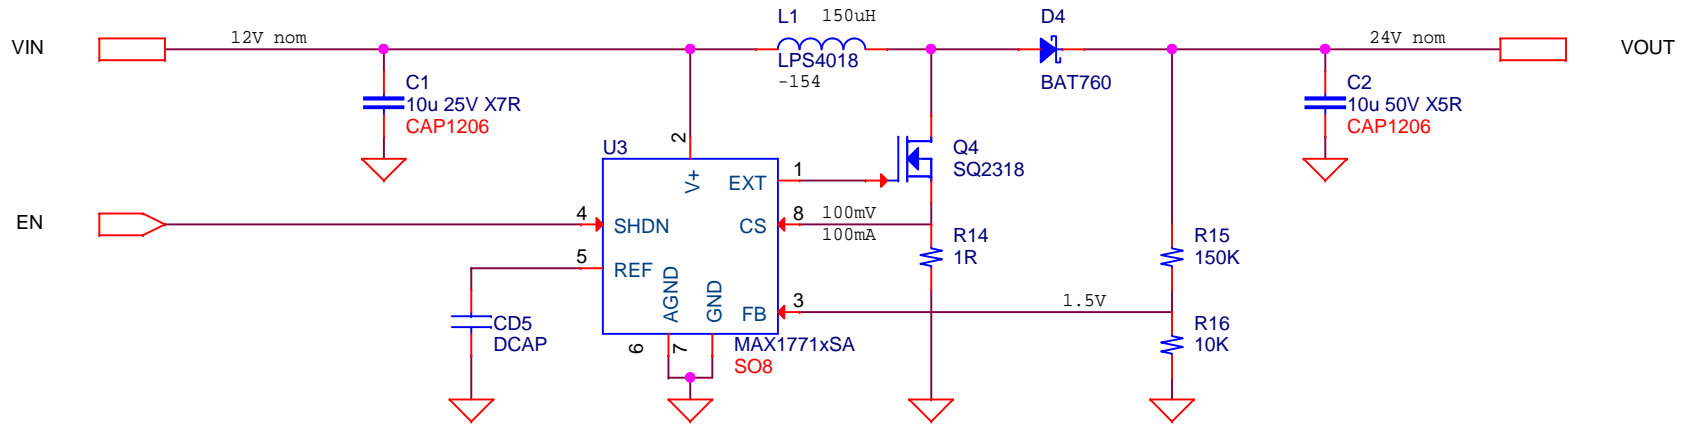 L1 150uH
D4
VIN
12V nom
24V nom
VOUT
LPS4018
-154
BAT760
C1
10u 25V X7R
CAP1206
C2
10u 50V X5R
CAP1206
U3
2
V+
EXT
1
Q4
SQ2318
EN
4
SHDN
CS
8
100mV
100mA
R14
1R
R15
150K
5
REF
AGND
GND
FB
3
1.5V
CD5
DCAP
6
7
MAX1771xSA
SO8
R16
10K